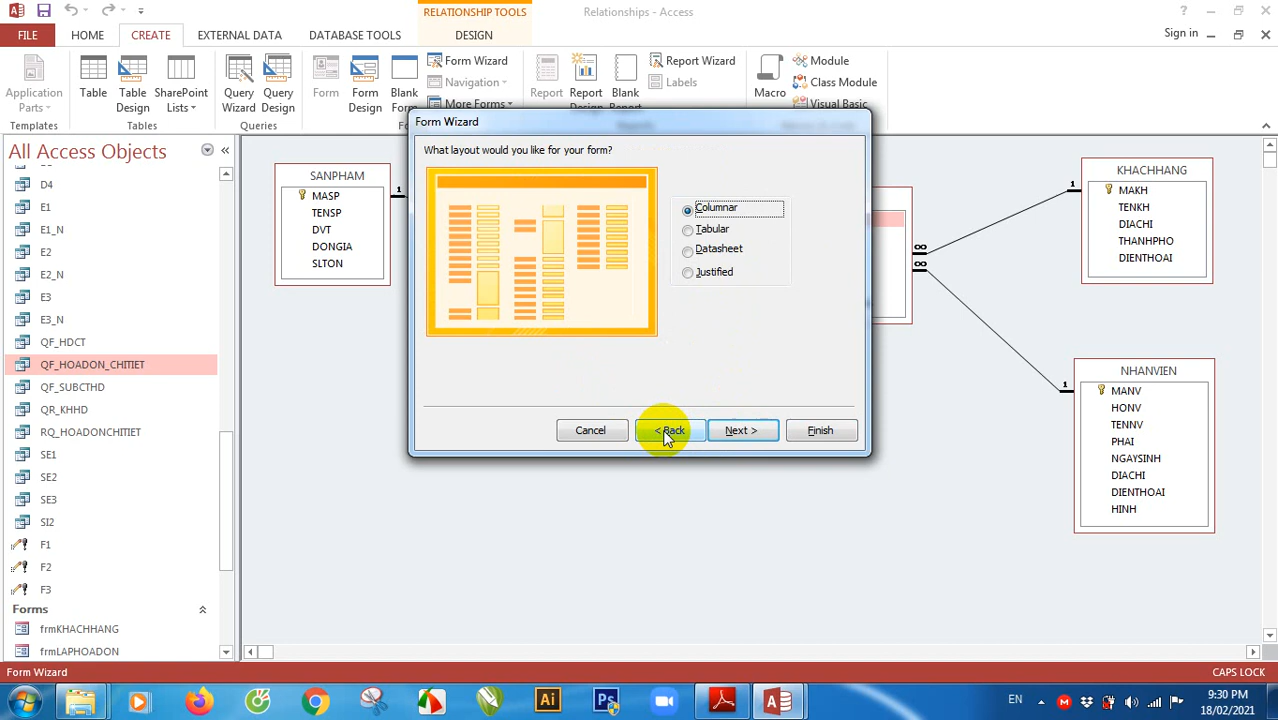 RELATIONSHIP TOOLS
Relationships - Access
?
FILE
HOME
CREATE
EXTERNAL DATA
DATABASE TOOLS
DESIGN
Sign in
Application
Parts
Table
Table
Design
SharePoint
Lists
Query
Wizard
Query
Design
Form
Form
Design
Blank
Form
Form Wizard
Navigation
More Forms
Report
Report
Design
Blank
Report
Report Wizard
Labels
Macro
Module
Class Module
Visual Basic
Templates
Tables
Queries
All Access Objects
D4
E1
E1_N
E2
E2_N
E3
E3_N
QF_HDCT
QF_HOADON_CHITIET
QF_SUBCTHD
QR_KHHD
RQ_HOADONCHITIET
SE1
SE2
SE3
SI2
F1
F2
F3
Forms
frmKHACHHANG
frmLAPHOADON
SANPHAM
MASP
TENSP
DVT
DONGIA
SLTON
1
Form Wizard
What layout would you like for your form?
Columnar
Tabular
Datasheet
Justified
Cancel
< Back
Next >
Finish
∞
∞
1
1
KHACHHANG
MAKH
TENKH
DIACHI
THANHPHO
DIENTHOAI
NHANVIEN
MANV
HONV
TENNV
PHAI
NGAYSINH
DIACHI
DIENTHOAI
HINH
Form Wizard
CAPS LOCK
EN
9:30 PM
18/02/2021